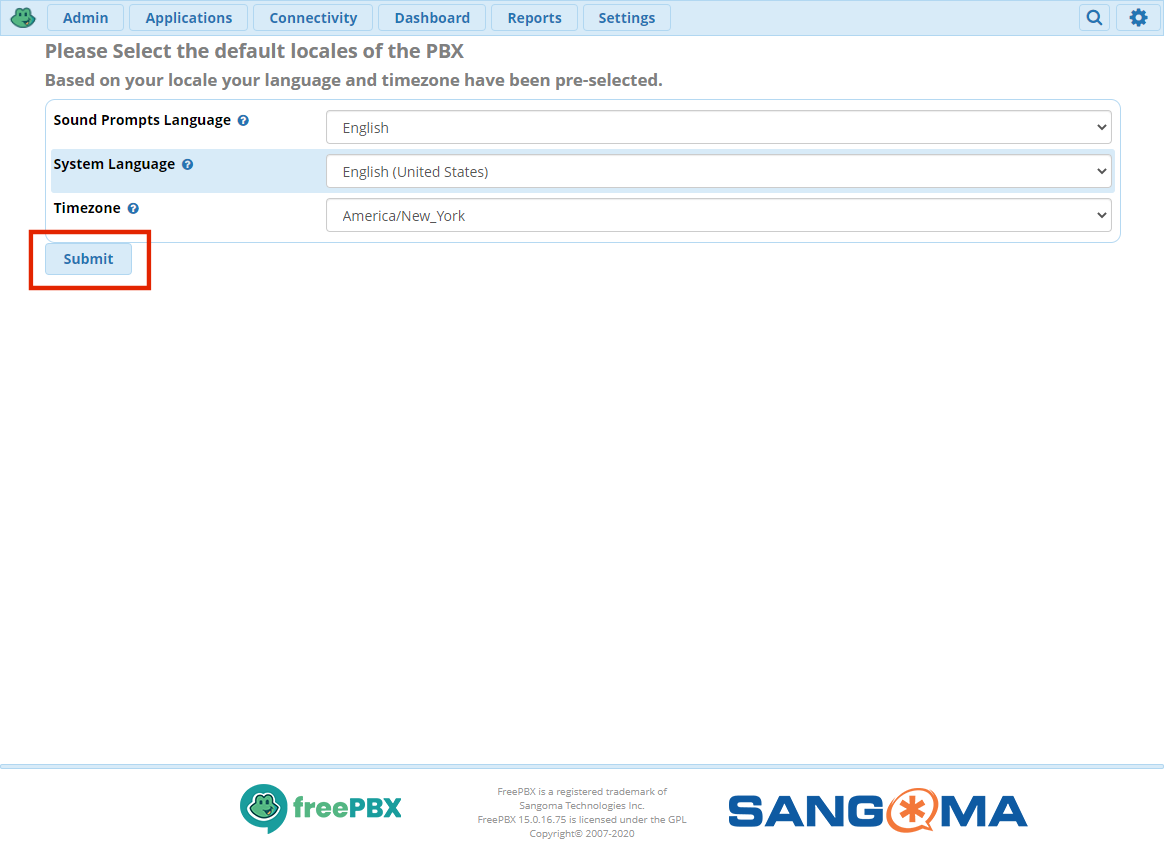 Admin Applications Connectivity Dashboard Reports Settings
Please Select the default locales of the PBX
Based on your locale your language and timezone have been pre-selected.
Sound Prompts Language English
System Language English (United States)
Timezone America/New_York
Submit
freePBX
FreePBX is a registered trademark of
Sangoma Technologies Inc.
FreePBX 15.0.16.75 is licensed under the GPL
Copyright© 2007-2020
SANGOMA